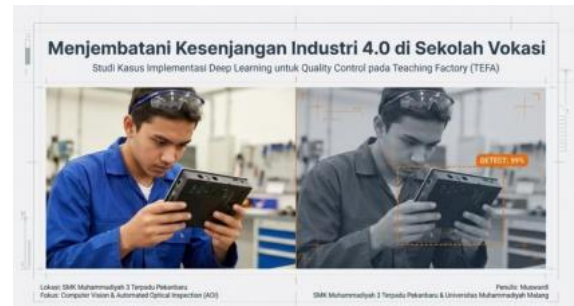 Menjembatani Kesenjangan Industri 4.0 di Sekolah Vokasi
Studi Kasus Implementasi Deep Learning untuk Quality Control pada Teaching Factory (TEFA)
DETECT: 99%
Lokasi: SMK Muhammadiyah 3 Terpadu Pekanbaru
Fokus: Computer Vision & Automated Optical Inspection (AOI)
Penulis: Muswardi
SMK Muhammadiyah 3 Terpadu Pekanbaru & Universitas Muhammadiyah Malang